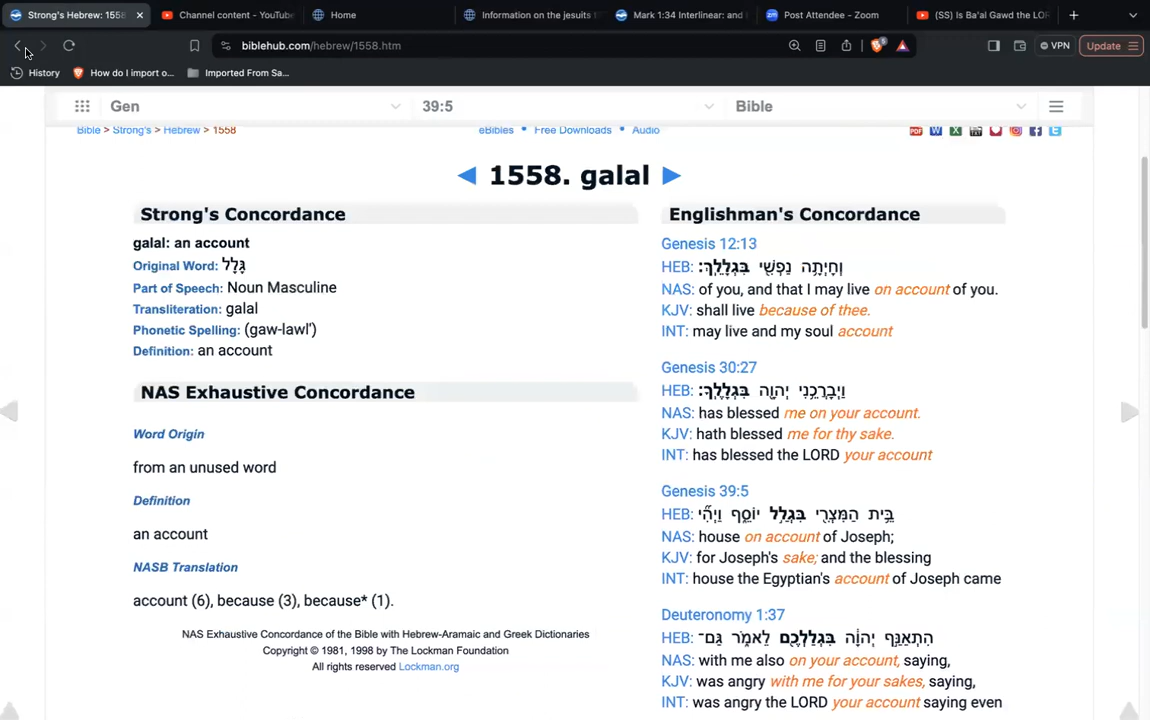 Strong's Hebrew: 1558
Channel content - YouTube
Home
Information on the jesuits
Mark 1:34 Interlinear: and
Post Attendee - Zoom
(SS) Is Ba'al Gawd the LOR
biblehub.com/hebrew/1558.htm
6
VPN
Update
History
How do I import o...
Imported From Sa...
Gen
39:5
Bible
Bible > Strong's > Hebrew > 1558
eBibles • Free Downloads • Audio
◄ 1558. galal ►
Strong's Concordance
galal: an account
Original Word: גָּלָל
Part of Speech: Noun Masculine
Transliteration: galal
Phonetic Spelling: (gaw-lawl')
Definition: an account
NAS Exhaustive Concordance
Word Origin
from an unused word
Definition
an account
NASB Translation
account (6), because (3), because* (1).
NAS Exhaustive Concordance of the Bible with Hebrew-Aramaic and Greek Dictionaries
Copyright © 1981, 1998 by The Lockman Foundation
All rights reserved Lockman.org
Englishman's Concordance
Genesis 12:13
HEB: וְחָיְתָ֥ה נַפְשִׁ֖י בִּגְלָלֵֽךְ׃
NAS: of you, and that I may live on account of you.
KJV: shall live because of thee.
INT: may live and my soul account
Genesis 30:27
HEB: וַיְבָרֲכֵ֥נִי יְהוָ֖ה בִּגְלָלֶֽךָ׃
NAS: has blessed me on your account.
KJV: hath blessed me for thy sake.
INT: has blessed the LORD your account
Genesis 39:5
HEB: בֵּ֥ית הַמִּצְרִ֖י בִּגְלַ֣ל יוֹסֵ֑ף וַיְהִ֞י
NAS: house on account of Joseph;
KJV: for Joseph's sake; and the blessing
INT: house the Egyptian's account of Joseph came
Deuteronomy 1:37
HEB: הִתְאַנַּ֣ף יְהוָ֔ה בִּגְלַלְכֶ֖ם לֵאמֹ֑ר גַּם־
NAS: with me also on your account, saying,
KJV: was angry with me for your sakes, saying,
INT: was angry the LORD your account saying even